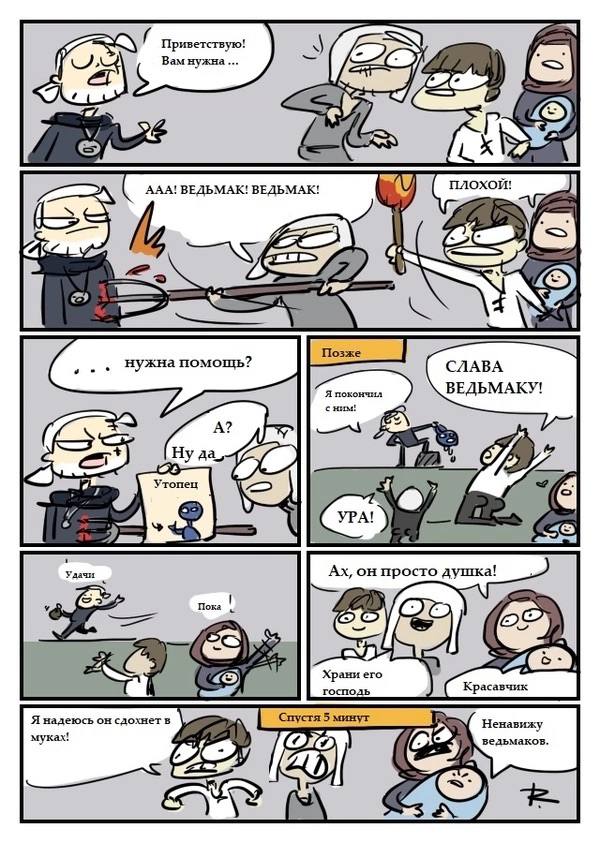 Приветствую!
Вам нужна ...
ААА! ВЕДЬМАК! ВЕДЬМАК!
ПЛОХОЙ!
. . . нужна помощь?
А?
Ну да
Утопец
Позже
Я покончил
с ним!
СЛАВА
ВЕДЬМАКУ!
УРА!
Удачи
Пока
Ах, он просто душка!
Храни его
господь
Красавчик
Спустя 5 минут
Я надеюсь он сдохнет в
муках!
Ненавижу
ведьмаков.